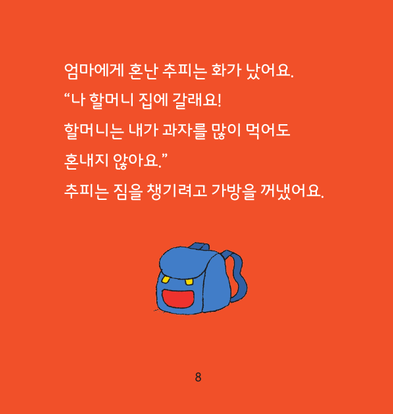 엄마에게 혼난 추피는 화가 났어요.
“나 할머니 집에 갈래요!
할머니는 내가 과자를 많이 먹어도
혼내지 않아요.”
추피는 짐을 챙기려고 가방을 꺼냈어요.
8